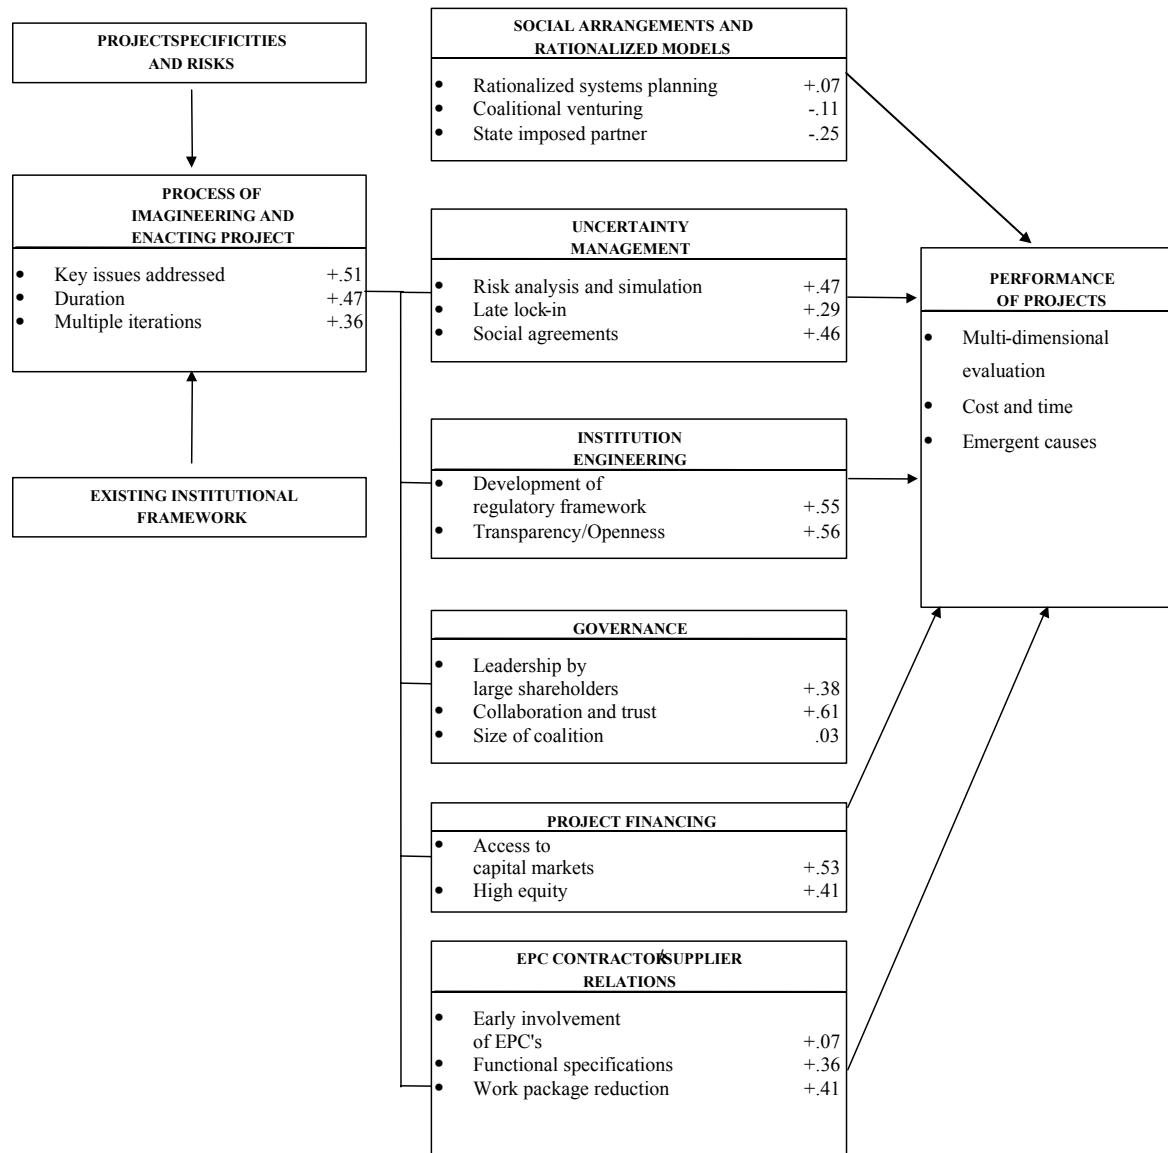 PROJECTSPECIFICITIES
AND RISKS
PROCESS OF
IMAGINEERING AND
ENACTING PROJECT
• Key issues addressed +.51
• Duration +.47
• Multiple iterations +.36
EXISTING INSTITUTIONAL
FRAMEWORK
SOCIAL ARRANGEMENTS AND
RATIONALIZED MODELS
• Rationalized systems planning +.07
• Coalitional venturing -.11
• State imposed partner -.25
UNCERTAINTY
MANAGEMENT
• Risk analysis and simulation +.47
• Late lock-in +.29
• Social agreements +.46
INSTITUTION
ENGINEERING
• Development of
regulatory framework +.55
• Transparency/Openness +.56
GOVERNANCE
• Leadership by
large shareholders +.38
• Collaboration and trust +.61
• Size of coalition .03
PROJECT FINANCING
• Access to
capital markets +.53
• High equity +.41
EPC CONTRACTOR/SUPPLIER
RELATIONS
• Early involvement
of EPC's +.07
• Functional specifications +.36
• Work package reduction +.41
PERFORMANCE
OF PROJECTS
• Multi-dimensional
evaluation
• Cost and time
• Emergent causes